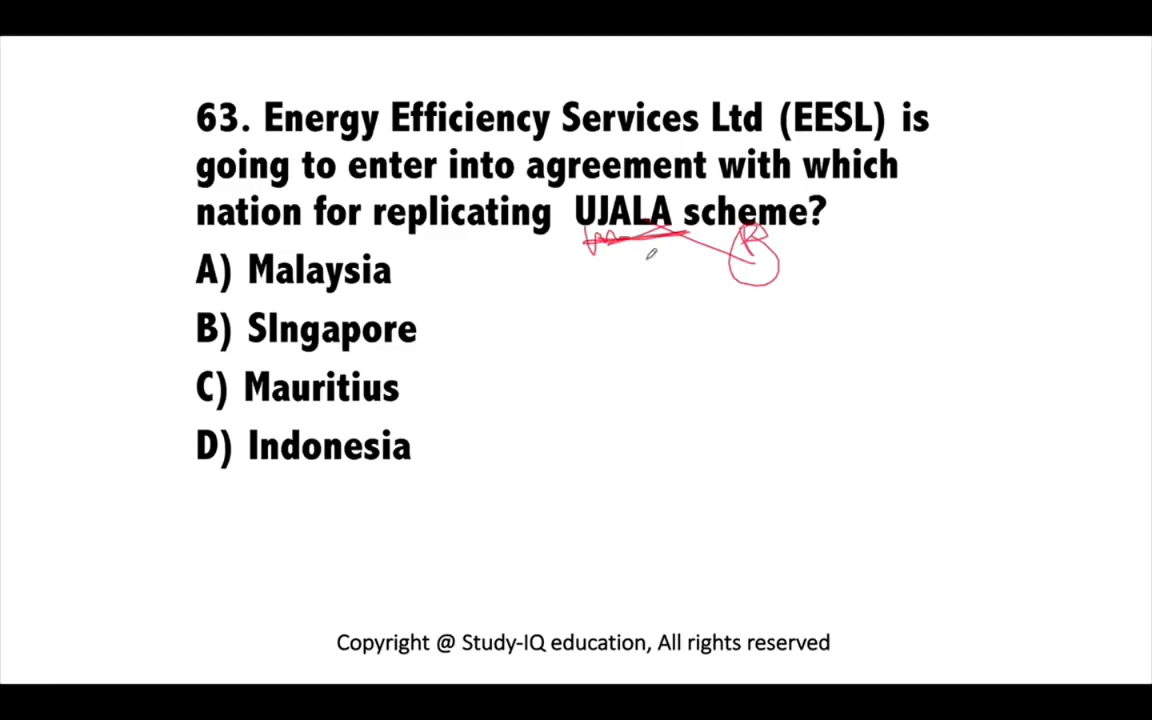 63. Energy Efficiency Services Ltd (EESL) is
going to enter into agreement with which
nation for replicating UJALA scheme?
A) Malaysia
B) SIngapore
C) Mauritius
D) Indonesia
Copyright @ Study-IQ education, All rights reserved